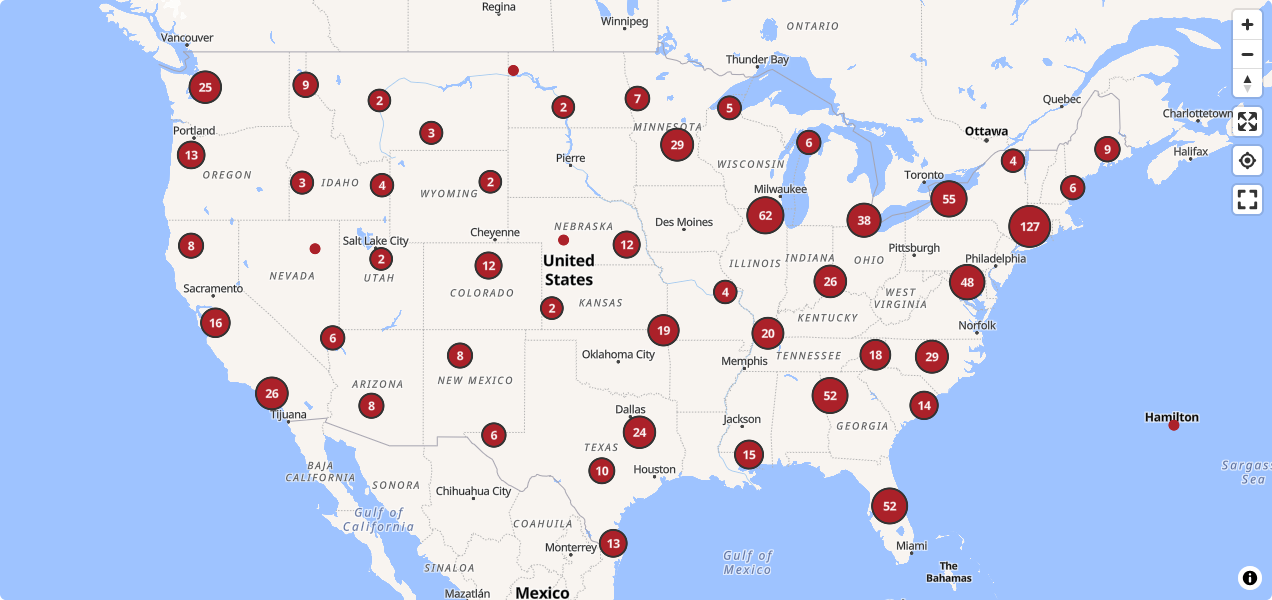 Regina
Winnipeg
ONTARIO
Vancouver
Thunder Bay
25
9
2
3
2
7
5
Quebec
Charlottetown
Portland
13
OREGON
3
IDAHO
4
WYOMING
2
Pierre
MINNESOTA
29
WISCONSIN
6
Ottawa
4
9
Halifax
Toronto
6
Milwaukee
62
38
55
127
8
Salt Lake City
2
UTAH
NEVADA
Cheyenne
12
COLORADO
NEBRASKA
12
Des Moines
United
States
ILLINOIS
INDIANA
OHIO
Pittsburgh
Philadelphia
26
48
WEST
VIRGINIA
Sacramento
16
6
2
KANSAS
4
KENTUCKY
Norfolk
8
NEW MEXICO
19
Oklahoma City
20
Memphis
TENNESSEE
18
29
26
Tijuana
ARIZONA
8
6
Dallas
24
TEXAS
10
Houston
Jackson
15
52
GEORGIA
14
Hamilton
BAJA
CALIFORNIA
SONORA
Gulf of
California
Chihuahua City
COAHUILA
Monterrey
13
SINALOA
Mazatlán
Mexico
Gulf of
Mexico
52
Miami
The
Bahamas
Sargass
Sea